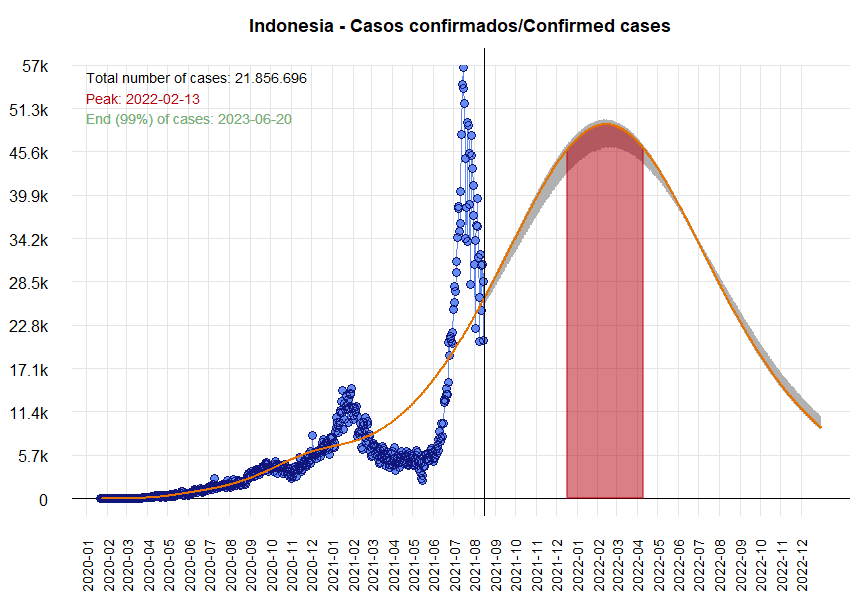 Indonesia - Casos confirmados/Confirmed cases
57k
Total number of cases: 21.856.696
Peak: 2022-02-13
End (99%) of cases: 2023-06-20
51.3k
45.6k
39.9k
34.2k
28.5k
22.8k
17.1k
11.4k
5.7k
0
2020-01
2020-02
2020-03
2020-04
2020-05
2020-06
2020-07
2020-08
2020-09
2020-10
2020-11
2020-12
2021-01
2021-02
2021-03
2021-04
2021-05
2021-06
2021-07
2021-08
2021-09
2021-10
2021-11
2021-12
2022-01
2022-02
2022-03
2022-04
2022-05
2022-06
2022-07
2022-08
2022-09
2022-10
2022-11
2022-12